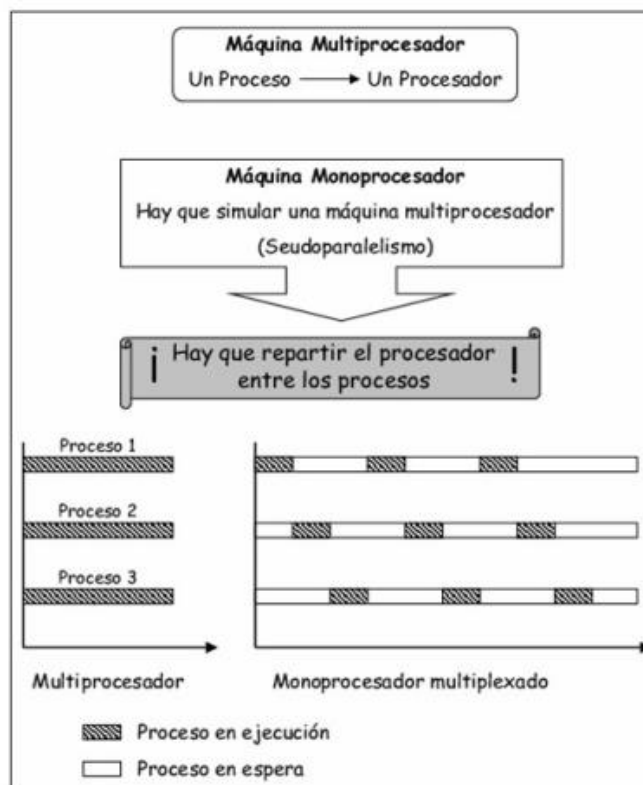 Máquina Multiprocesador
Un Proceso Un Procesador
Máquina Monoprocesador
Hay que simular una máquina multiprocesador
(Seudoparalelismo)
¡ Hay que repartir el procesador !
entre los procesos
Proceso 1
Proceso 2
Proceso 3
Multiprocesador Monoprocesador multiplexado
Proceso en ejecución
Proceso en espera